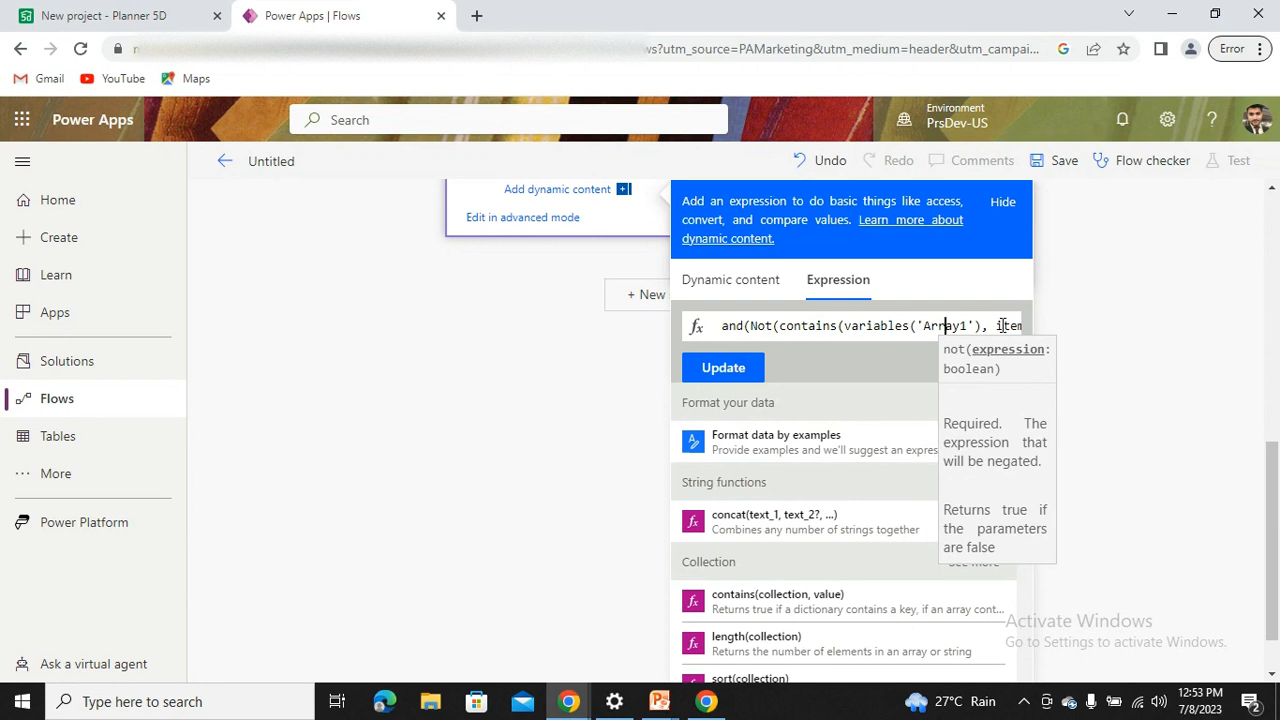 New project - Planner 5D
Power Apps | Flows
ws?utm_source=PAMarketing&utm_medium=header&utm_campai...
Error
Gmail
YouTube
Maps
Power Apps
Search
Environment
PrsDev-US
Untitled
Undo
Redo
Comments
Save
Flow checker
Test
Home
Create
Learn
Apps
Solutions
Flows
Tables
More
Power Platform
Ask a virtual agent
Add dynamic content
Edit in advanced mode
+ New
Add an expression to do basic things like access, convert, and compare values. Learn more about dynamic content.
Hide
Dynamic content
Expression
fx and(Not(contains(variables('Array1'), item
Update
not(expression:
boolean)
Required. The
expression that
will be negated.
Returns true if
the parameters
are false
Format your data
Format data by examples
Provide examples and we'll suggest an expres
String functions
concat(text_1, text_2?, ...)
Combines any number of strings together
Collection
See more
contains(collection, value)
Returns true if a dictionary contains a key, if an array cont...
length(collection)
Returns the number of elements in an array or string
sort(collection)
Activate Windows
Go to Settings to activate Windows.
Type here to search
27°C Rain
12:53 PM
7/8/2023
2